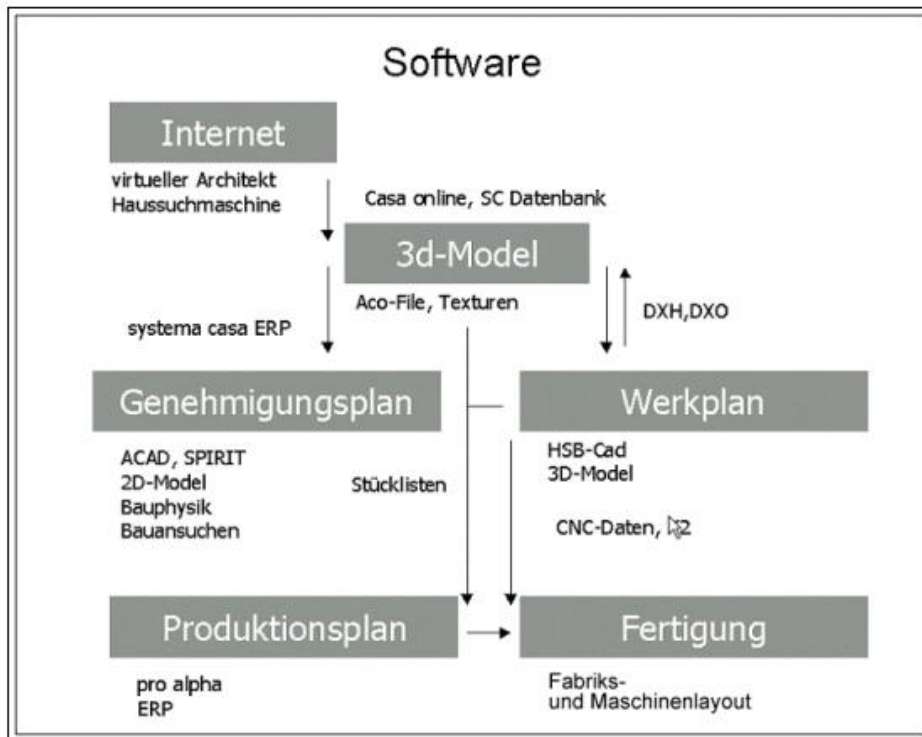 Software
Internet
virtueller Architekt
Haussuchmaschine
Casa online, SC Datenbank
3d-Model
Aco-File, Texturen
DXH,DXO
systema casa ERP
Genehmigungsplan
Werkplan
ACAD, SPIRIT
2D-Model
Bauphysik
Bauansuchen
Stücklisten
HSB-Cad
3D-Model
CNC-Daten,
Produktionsplan
Fertigung
pro alpha
ERP
Fabriks-
und Maschinenlayout